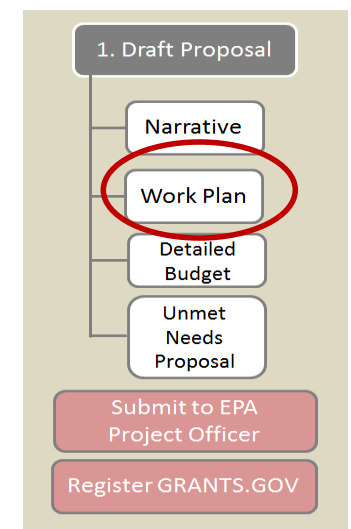 1. Draft Proposal
Narrative
Work Plan
Detailed
Budget
Unmet
Needs
Proposal
Submit to EPA
Project Officer
Register GRANTS.GOV